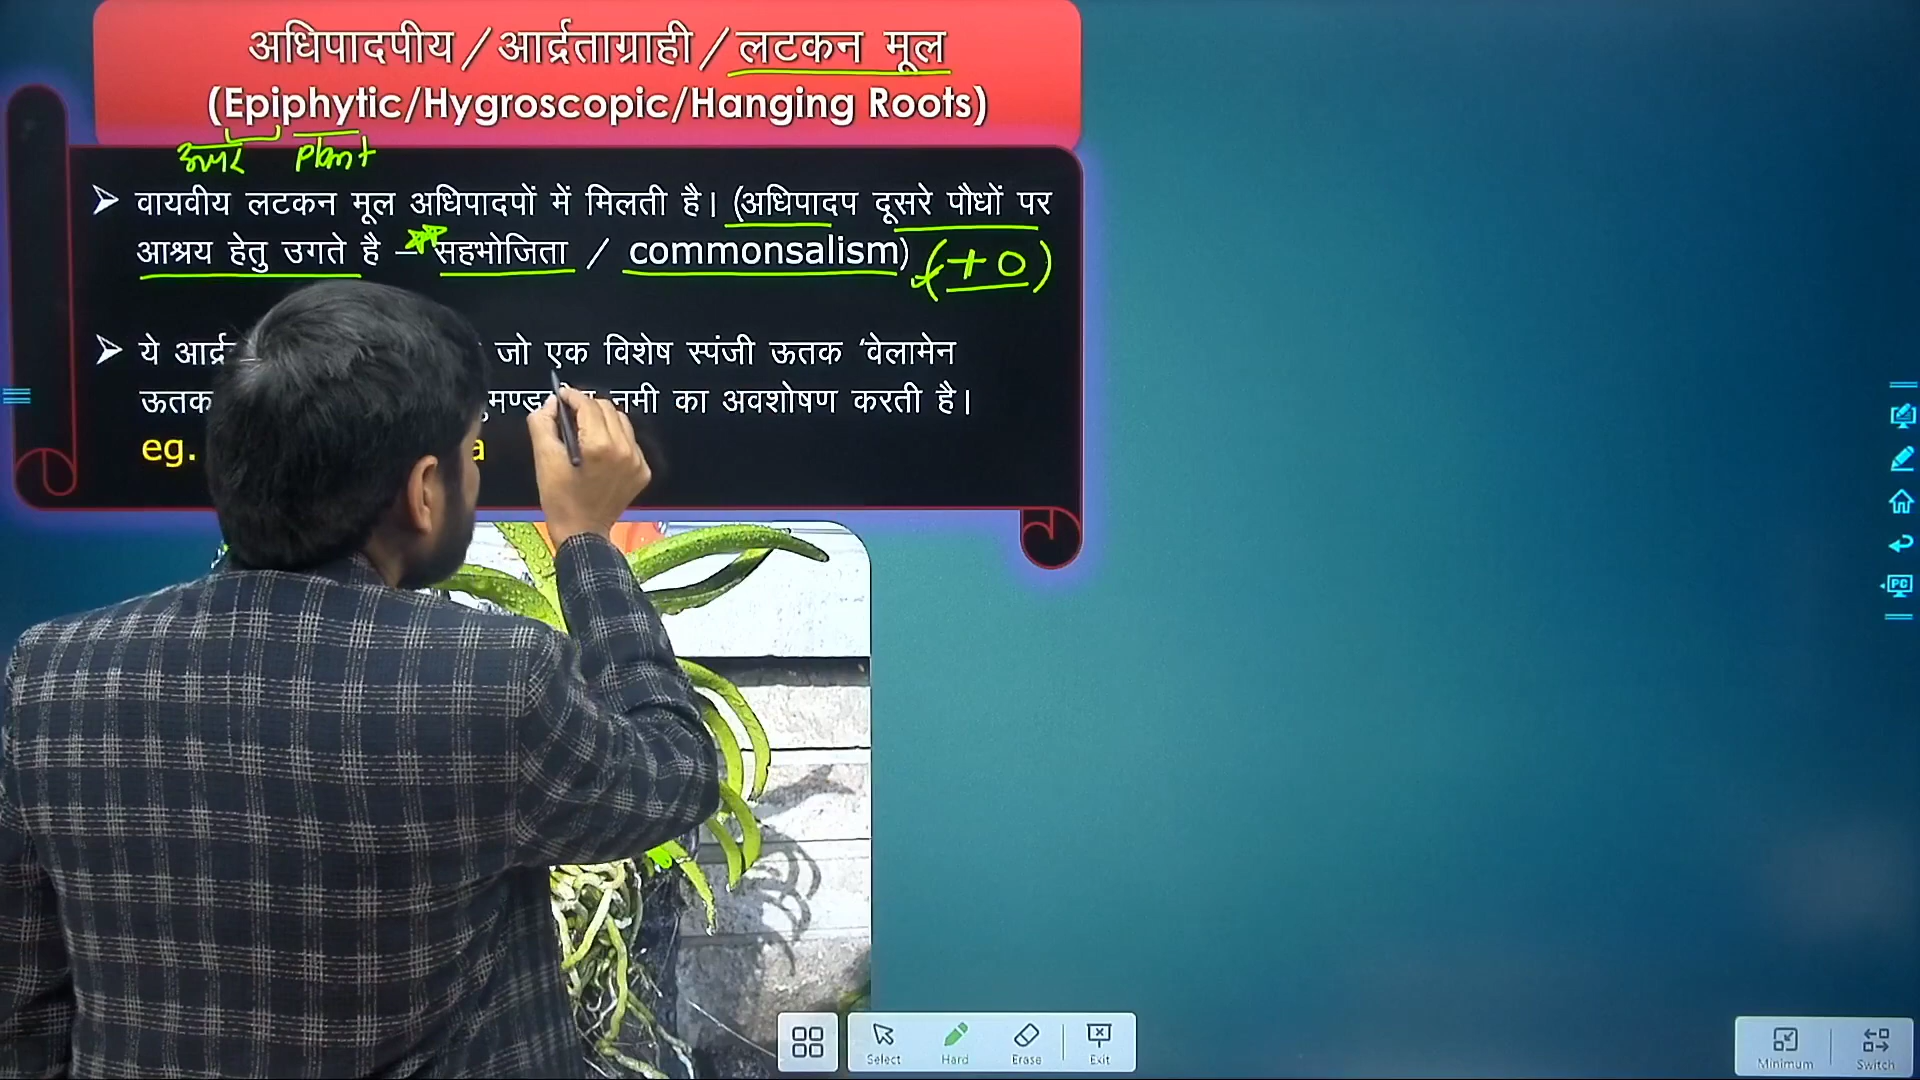 अधिपादपीय/आर्द्रताग्राही/लटकन मूल
(Epiphytic/Hygroscopic/Hanging Roots)
ऊपर plant
वायवीय लटकन मूल अधिपादपों में मिलती है। (अधिपादप दूसरे पौधों पर
आश्रय हेतु उगते है – सहभोजिता / commonsalism) (+ 0)
ये जो एक विशेष स्पंजी ऊतक 'वेलामेन
ऊतक नमी का अवशोषण करती है।
eg.
Select Hard Erase Exit
Minimum Switch
PC